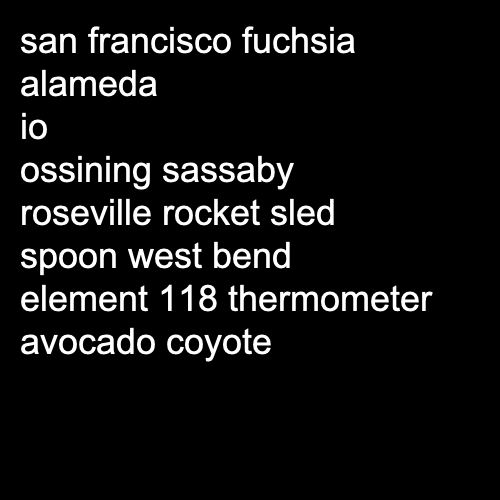 san francisco fuchsia
alameda
io
ossining sassaby
roseville rocket sled
spoon west bend
element 118 thermometer
avocado coyote